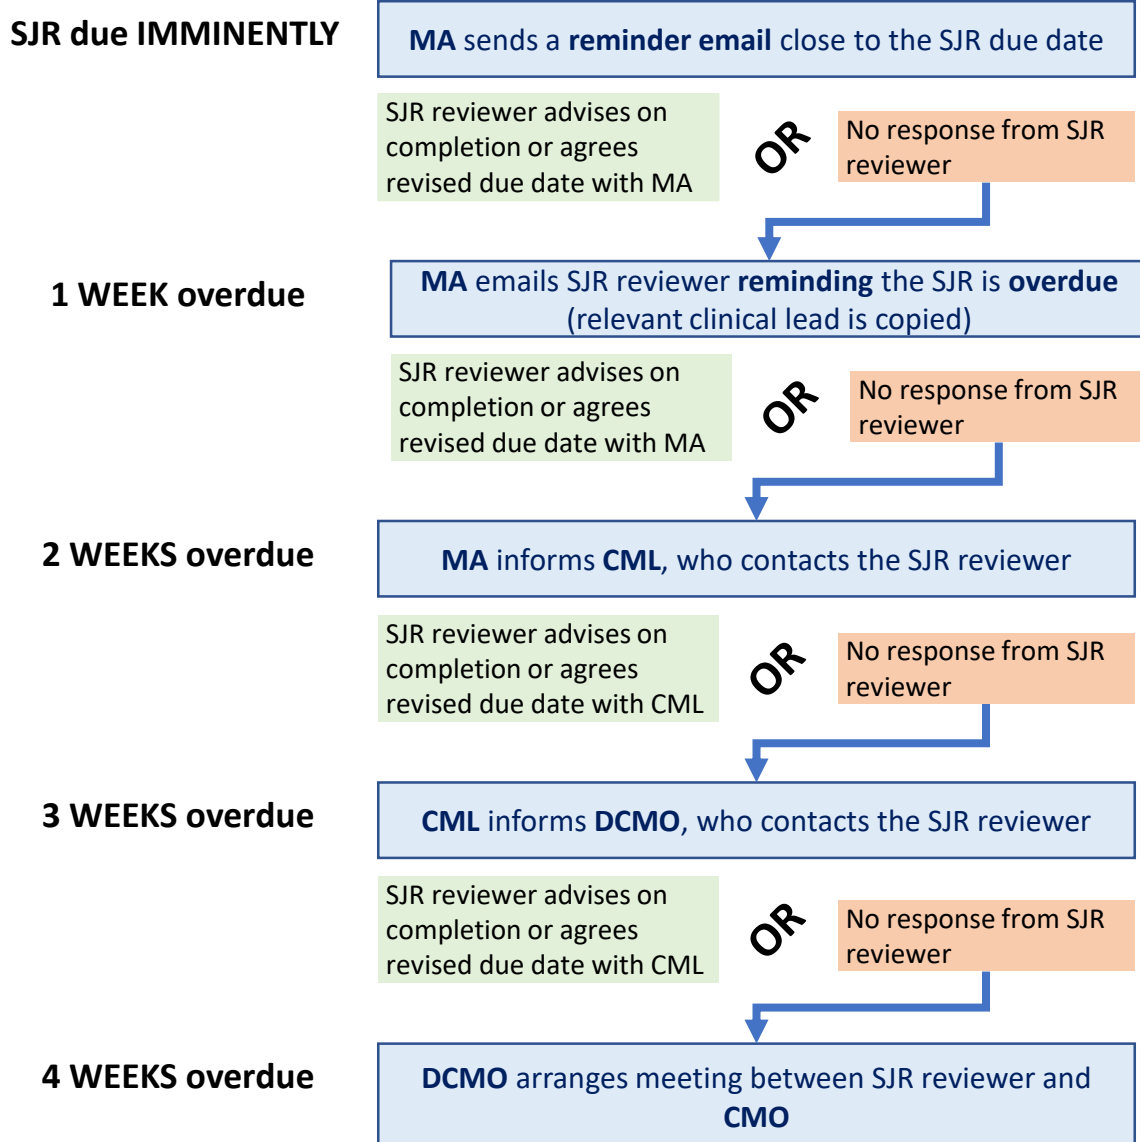 SJR due IMMINENTLY
MA sends a reminder email close to the SJR due date
SJR reviewer advises on
completion or agrees
revised due date with MA
OR
No response from SJR
reviewer
1 WEEK overdue
MA emails SJR reviewer reminding the SJR is overdue
(relevant clinical lead is copied)
SJR reviewer advises on
completion or agrees
revised due date with MA
OR
No response from SJR
reviewer
2 WEEKS overdue
MA informs CML, who contacts the SJR reviewer
SJR reviewer advises on
completion or agrees
revised due date with CML
OR
No response from SJR
reviewer
3 WEEKS overdue
CML informs DCMO, who contacts the SJR reviewer
SJR reviewer advises on
completion or agrees
revised due date with CML
OR
No response from SJR
reviewer
4 WEEKS overdue
DCMO arranges meeting between SJR reviewer and
CMO